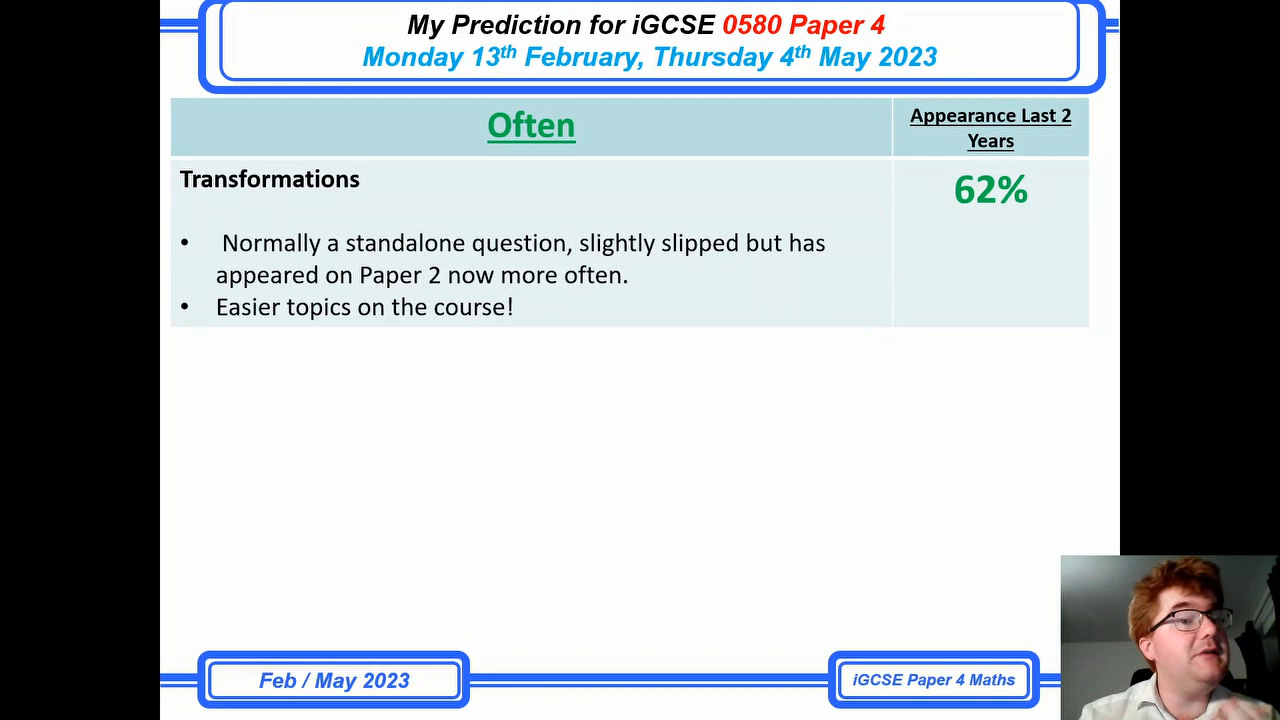 My Prediction for iGCSE 0580 Paper 4
Monday 13th February, Thursday 4th May 2023
Often
Appearance Last 2
Years
Transformations
62%
• Normally a standalone question, slightly slipped but has
appeared on Paper 2 now more often.
• Easier topics on the course!
Feb / May 2023
iGCSE Paper 4 Maths